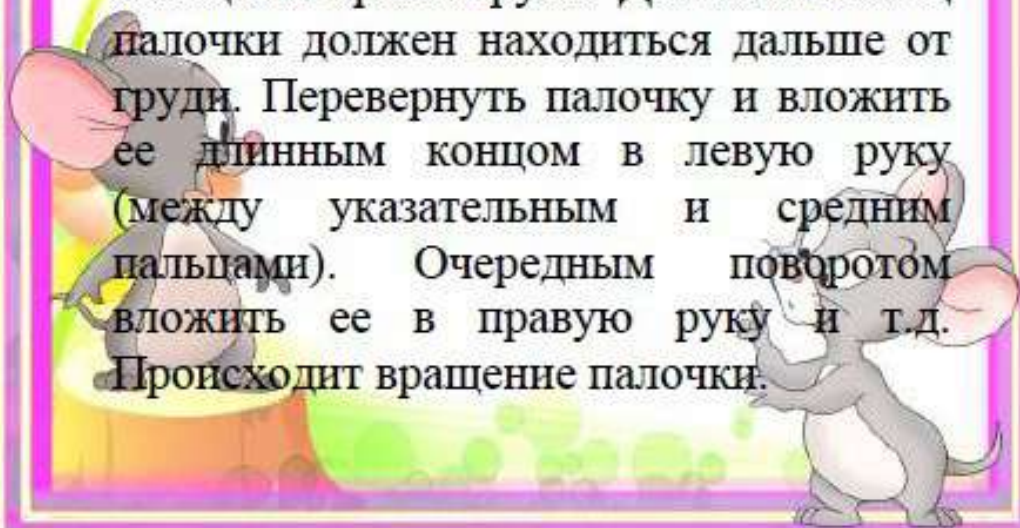 палочки должен находиться дальше от
груди. Перевернуть палочку и вложить
ее длинным концом в левую руку
(между указательным и средним
пальцами). Очередным поворотом
вложить ее в правую руку и т.д.
Происходит вращение палочки.